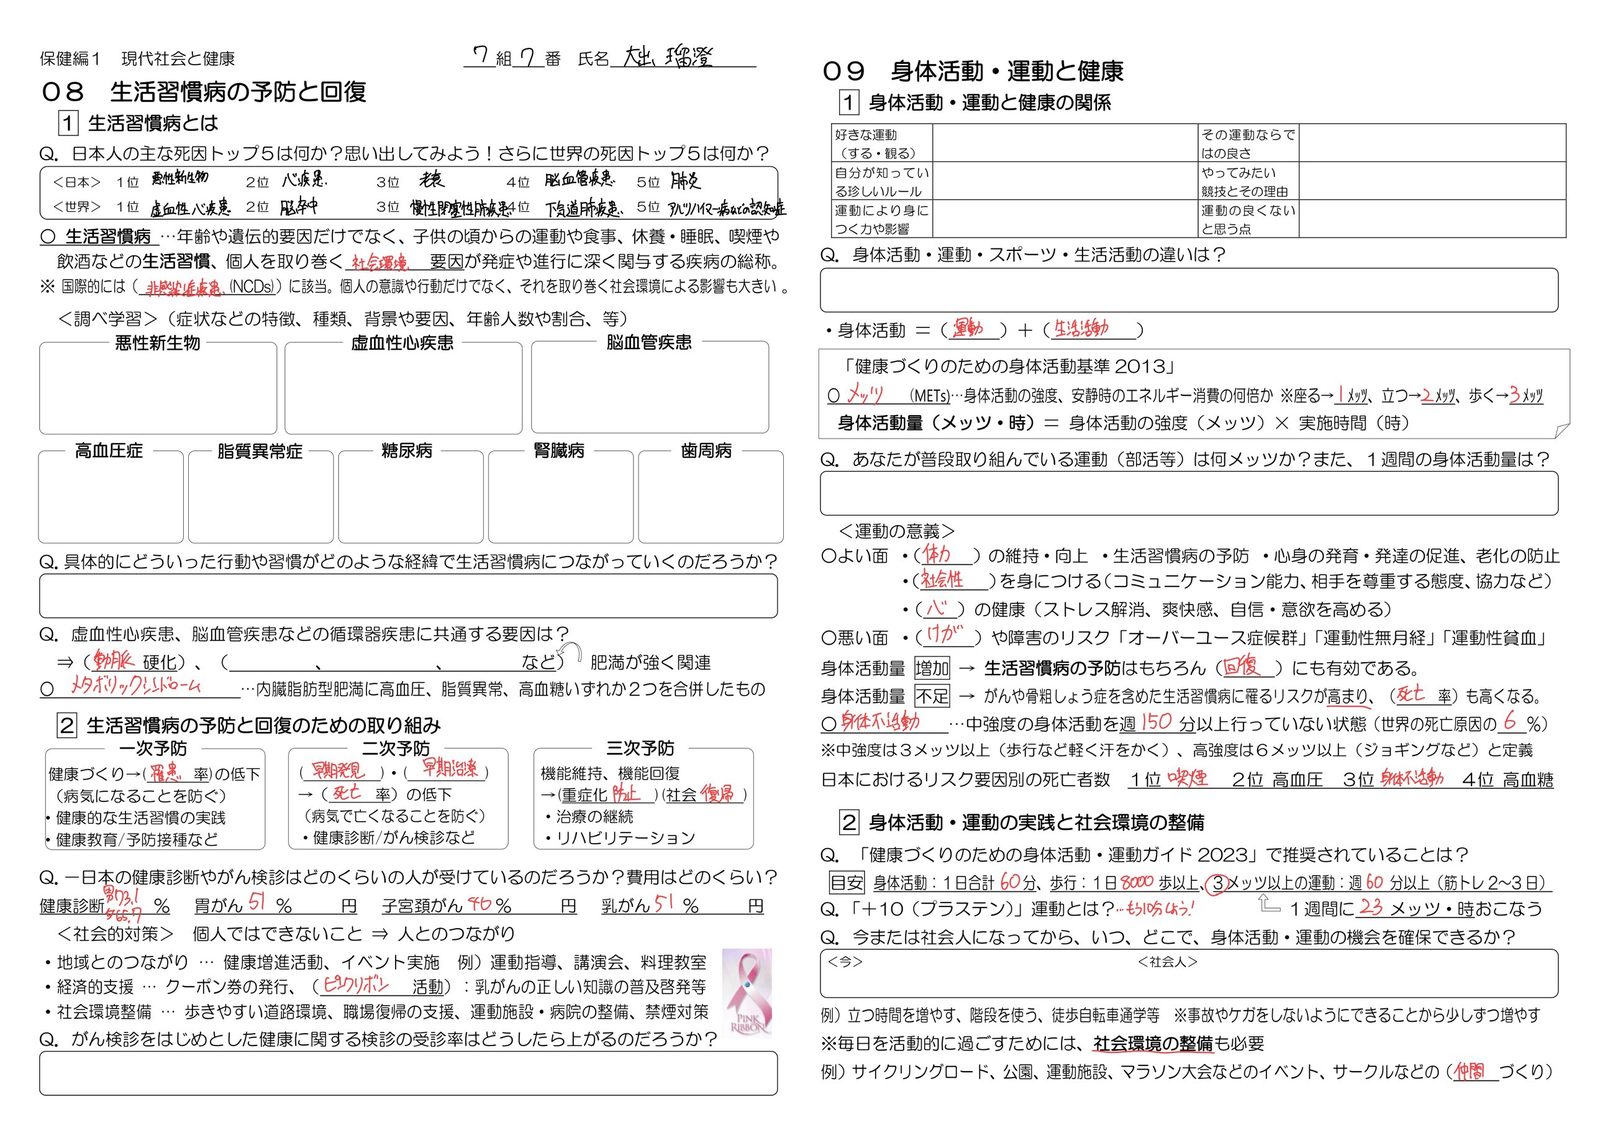 保健編１　現代社会と健康　　7組7番　氏名 大出 瑠澄
０８　生活習慣病の予防と回復
1 生活習慣病とは
Q. 日本人の主な死因トップ５は何か？思い出してみよう！さらに世界の死因トップ５は何か？
＜日本＞ １位 悪性新生物 ２位 心疾患 ３位 老衰 ４位 脳血管疾患 ５位 肺炎
＜世界＞ １位 虚血性心疾患 ２位 脳卒中 ３位 慢性閉塞性肺疾患 ４位 下気道肺疾患 ５位 アルツハイマー病などの認知症
〇 生活習慣病 …年齢や遺伝的要因だけでなく、子供の頃からの運動や食事、休養・睡眠、喫煙や
飲酒などの生活習慣、個人を取り巻く 社会環境 要因が発症や進行に深く関与する疾病の総称。
※ 国際的には（ 非感染症疾患 (NCDs)）に該当。個人の意識や行動だけでなく、それを取り巻く社会環境による影響も大きい 。
＜調べ学習＞（症状などの特徴、種類、背景や要因、年齢人数や割合、等）
悪性新生物　虚血性心疾患　脳血管疾患
高血圧症　脂質異常症　糖尿病　腎臓病　歯周病
Q. 具体的にどういった行動や習慣がどのような経緯で生活習慣病につながっていくのだろうか？
Q. 虚血性心疾患、脳血管疾患などの循環器疾患に共通する要因は？
⇒（動脈 硬化）、（　　　、　　　、　　　など）　肥満が強く関連
〇 メタボリックシンドローム …内臓脂肪型肥満に高血圧、脂質異常、高血糖いずれか２つを合併したもの
2 生活習慣病の予防と回復のための取り組み
一次予防
健康づくり→(罹患 率)の低下
（病気になることを防ぐ）
・健康的な生活習慣の実践
・健康教育/予防接種など
二次予防
（早期発見）・（早期治療）
→（死亡 率）の低下
（病気で亡くなることを防ぐ）
・健康診断/がん検診など
三次予防
機能維持、機能回復
→(重症化 防止 ) (社会 復帰 )
・治療の継続
・リハビリテーション
Q. ー日本の健康診断やがん検診はどのくらいの人が受けているのだろうか？費用はどのくらい？
健康診断 男73.1 女65.7 ％　胃がん 51 ％　円　子宮頚がん 46 ％　円　乳がん 51 ％　円
＜社会的対策＞　個人ではできないこと ⇒ 人とのつながり
・地域とのつながり … 健康増進活動、イベント実施　例）運動指導、講演会、料理教室
・経済的支援 … クーポン券の発行、（ピンクリボン 活動）：乳がんの正しい知識の普及啓発等
・社会環境整備 … 歩きやすい道路環境、職場復帰の支援、運動施設・病院の整備、禁煙対策
PINK RIBBON
Q. がん検診をはじめとした健康に関する検診の受診率はどうしたら上がるのだろうか？
０９　身体活動・運動と健康
1 身体活動・運動と健康の関係
好きな運動（する・観る）　その運動ならではの良さ
自分が知っている珍しいルール　やってみたい競技とその理由
運動により身につく力や影響　運動の良くないと思う点
Q. 身体活動・運動・スポーツ・生活活動の違いは？
・身体活動 ＝（ 運動 ）＋（ 生活活動 ）
「健康づくりのための身体活動基準 2013」
〇 メッツ (METs)…身体活動の強度、安静時のエネルギー消費の何倍か ※座る→１メッツ、立つ→２メッツ、歩く→３メッツ
身体活動量（メッツ・時）＝ 身体活動の強度（メッツ）× 実施時間（時）
Q. あなたが普段取り組んでいる運動（部活等）は何メッツか？また、１週間の身体活動量は？
＜運動の意義＞
〇よい面 ・（ 体力 ）の維持・向上 ・生活習慣病の予防 ・心身の発育・発達の促進、老化の防止
・（ 社会性 ）を身につける（コミュニケーション能力、相手を尊重する態度、協力など）
・（ 心 ）の健康（ストレス解消、爽快感、自信・意欲を高める）
〇悪い面 ・（ けが ）や障害のリスク「オーバーユース症候群」「運動性無月経」「運動性貧血」
身体活動量 増加 → 生活習慣病の予防はもちろん（ 回復 ）にも有効である。
身体活動量 不足 → がんや骨粗しょう症を含めた生活習慣病に罹るリスクが高まり、（ 死亡 率）も高くなる。
〇 身体不活動 …中強度の身体活動を週 150 分以上行っていない状態（世界の死亡原因の 6 %）
※中強度は３メッツ以上（歩行など軽く汗をかく）、高強度は６メッツ以上（ジョギングなど）と定義
日本におけるリスク要因別の死亡者数　１位 喫煙　２位 高血圧　３位 身体不活動　４位 高血糖
2 身体活動・運動の実践と社会環境の整備
Q. 「健康づくりのための身体活動・運動ガイド 2023」で推奨されていることは？
目安 身体活動：１日合計 60 分、歩行：１日 8000 歩以上、３メッツ以上の運動：週 60 分以上（筋トレ２～３日）
Q.「＋10（プラステン）」運動とは？…もう10分しよう！　１週間に 23 メッツ・時おこなう
Q. 今または社会人になってから、いつ、どこで、身体活動・運動の機会を確保できるか？
＜今＞　＜社会人＞
例）立つ時間を増やす、階段を使う、徒歩自転車通学等　※事故やケガをしないようにできることから少しずつ増やす
※毎日を活動的に過ごすためには、社会環境の整備も必要
例）サイクリングロード、公園、運動施設、マラソン大会などのイベント、サークルなどの（ 仲間 づくり）